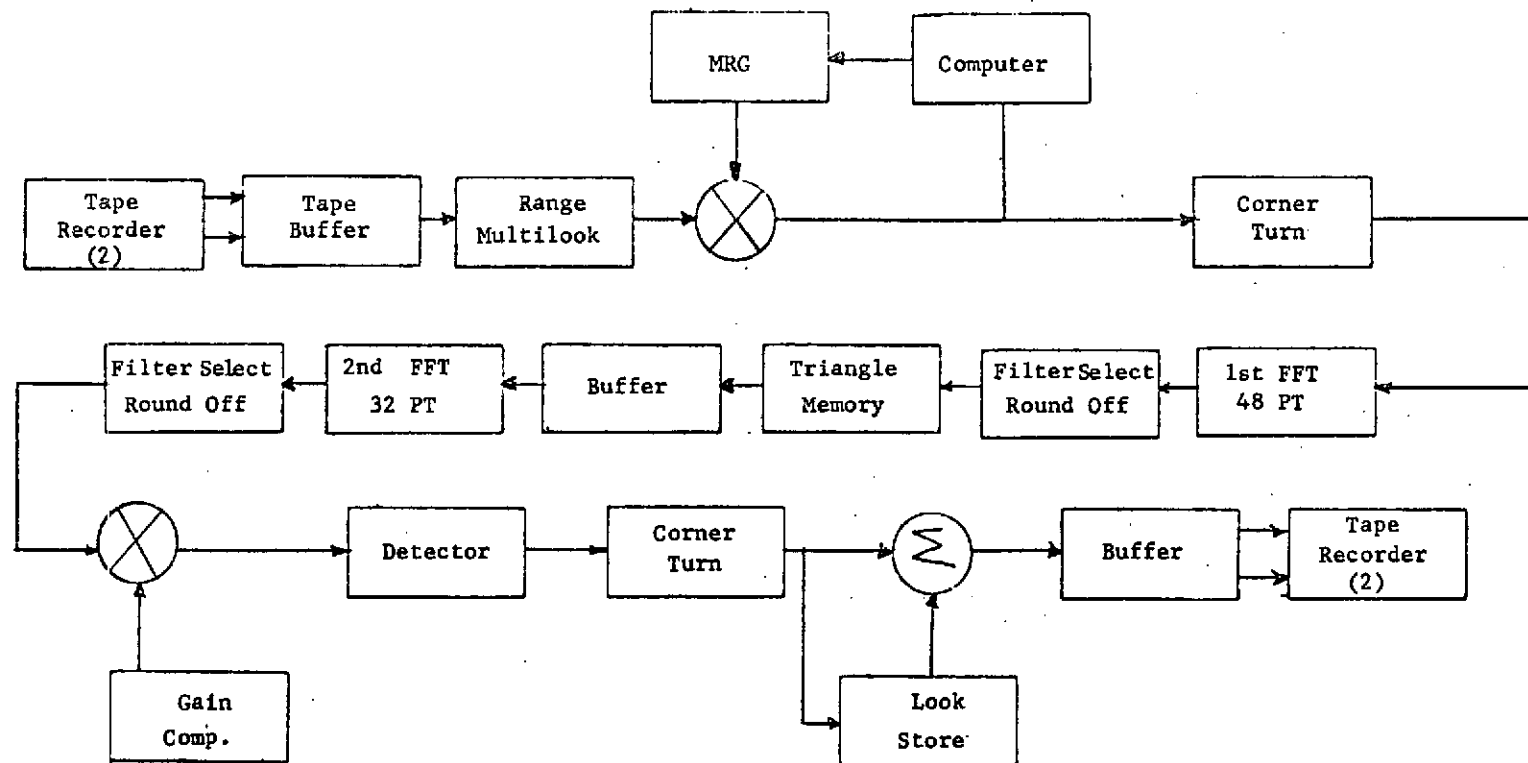 MRG
Computer
Tape
Recorder
(2)
Tape
Buffer
Range
Multilook
Corner
Turn
Filter Select
Round Off
2nd FFT
32 PT
Buffer
Triangle
Memory
Filter Select
Round Off
1st FFT
48 PT
Detector
Corner
Turn
Σ
Buffer
Tape
Recorder
(2)
Gain
Comp.
Look
Store